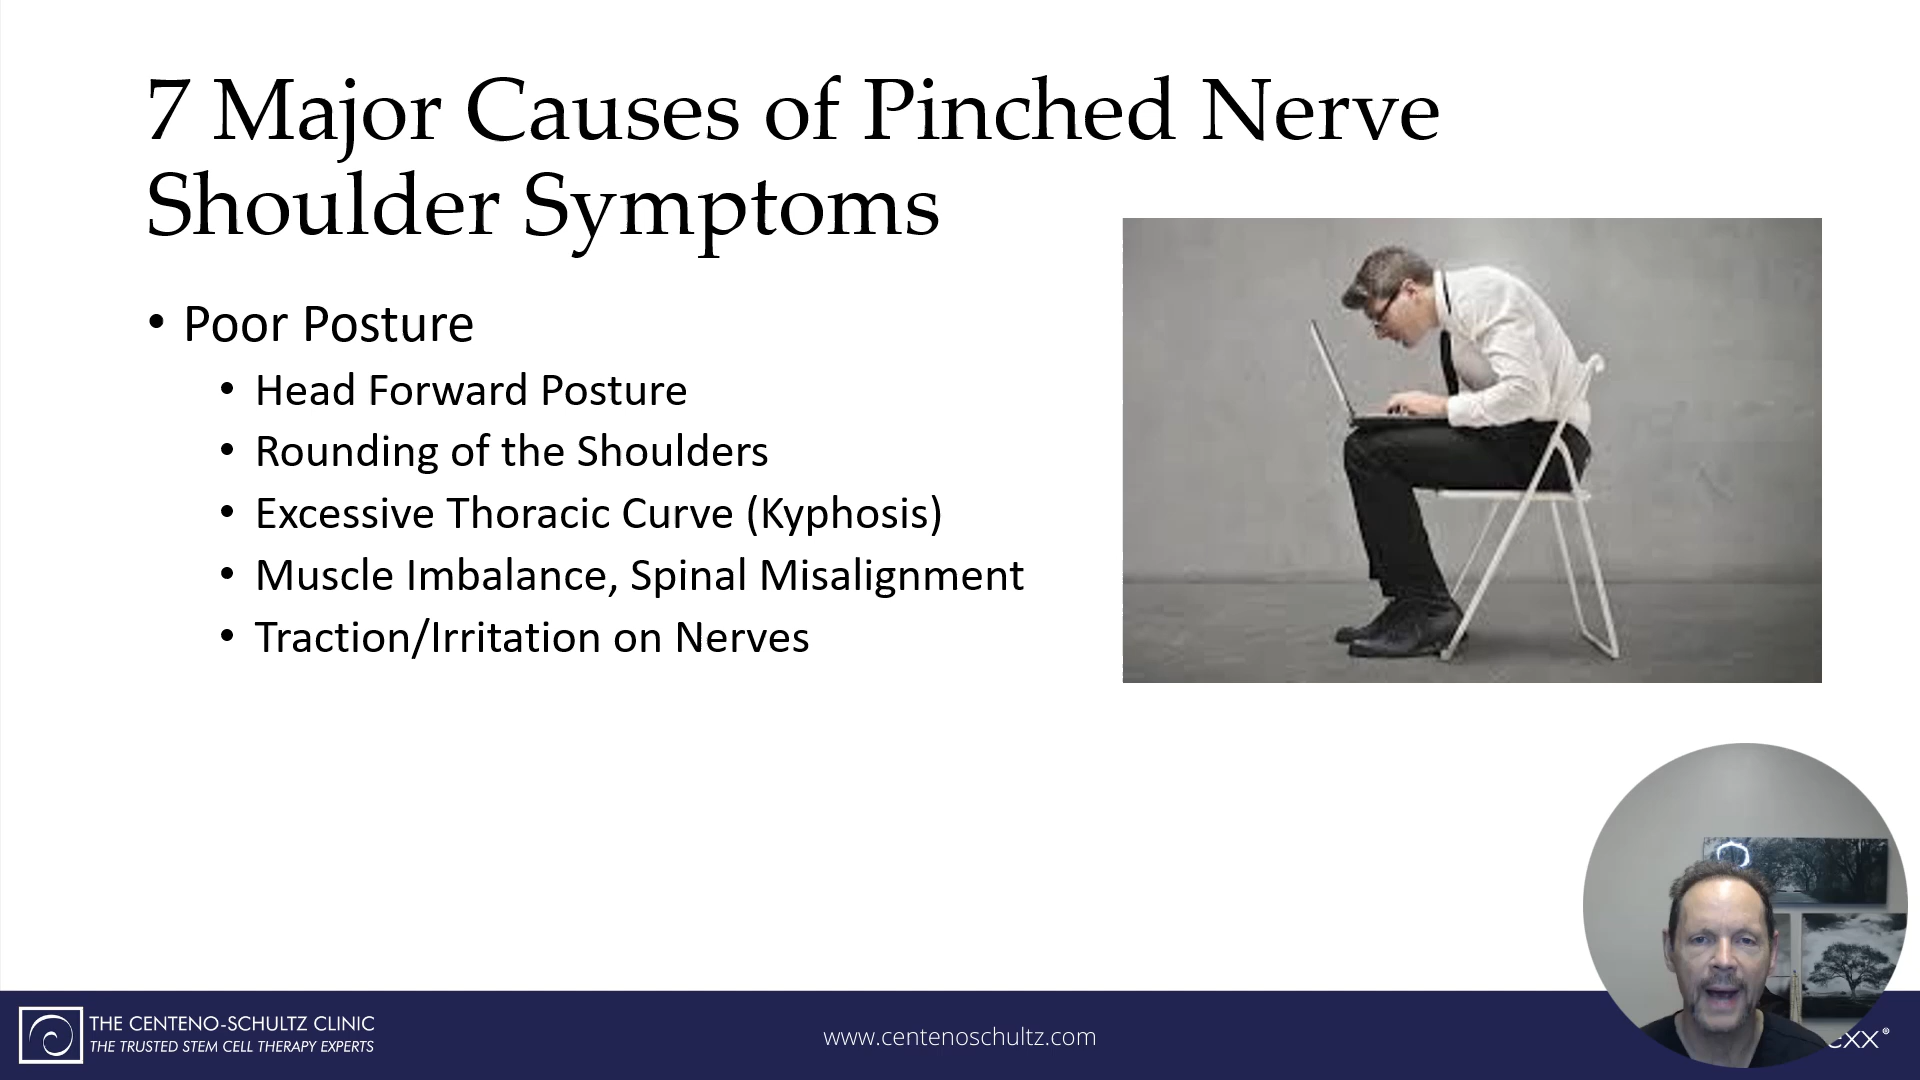 7 Major Causes of Pinched Nerve
Shoulder Symptoms
• Poor Posture
• Head Forward Posture
• Rounding of the Shoulders
• Excessive Thoracic Curve (Kyphosis)
• Muscle Imbalance, Spinal Misalignment
• Traction/Irritation on Nerves
THE CENTENO-SCHULTZ CLINIC
THE TRUSTED STEM CELL THERAPY EXPERTS
www.centenoschultz.com